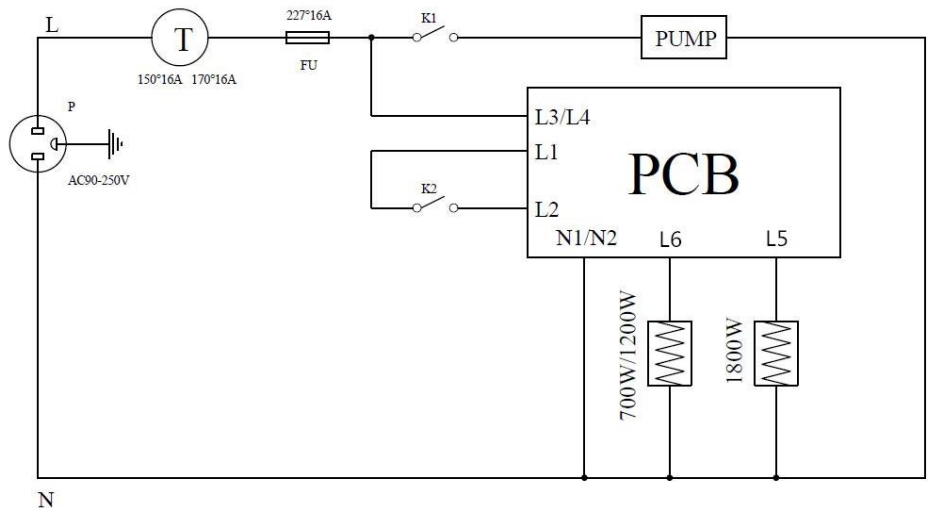 L
T
227°16A
K1
PUMP
150°16A 170°16A
FU
P
AC90-250V
L3/L4
L1
PCB
K2
L2
N1/N2 L6 L5
700W/1200W
1800W
N